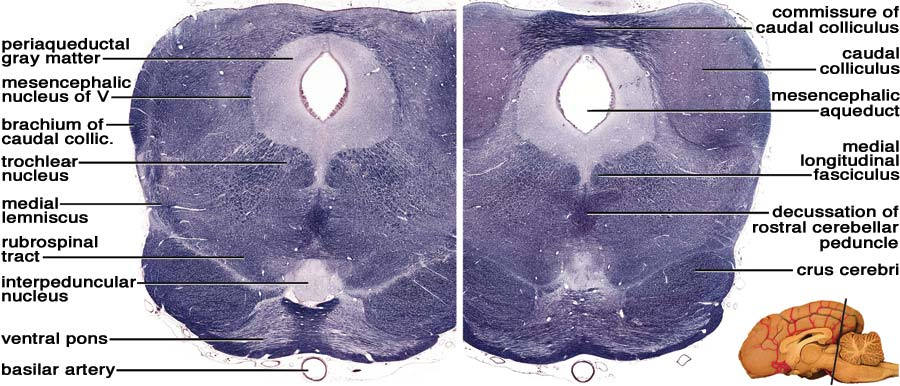 periaqueductal
gray matter
mesencephalic
nucleus of V
brachium of
caudal collic.
trochlear
nucleus
medial
lemniscus
rubrospinal
tract
interpeduncular
nucleus
ventral pons
basilar artery
commissure of
caudal colliculus
caudal
colliculus
mesencephalic
aqueduct
medial
longitudinal
fasciculus
decussation of
rostral cerebellar
peduncle
crus cerebri